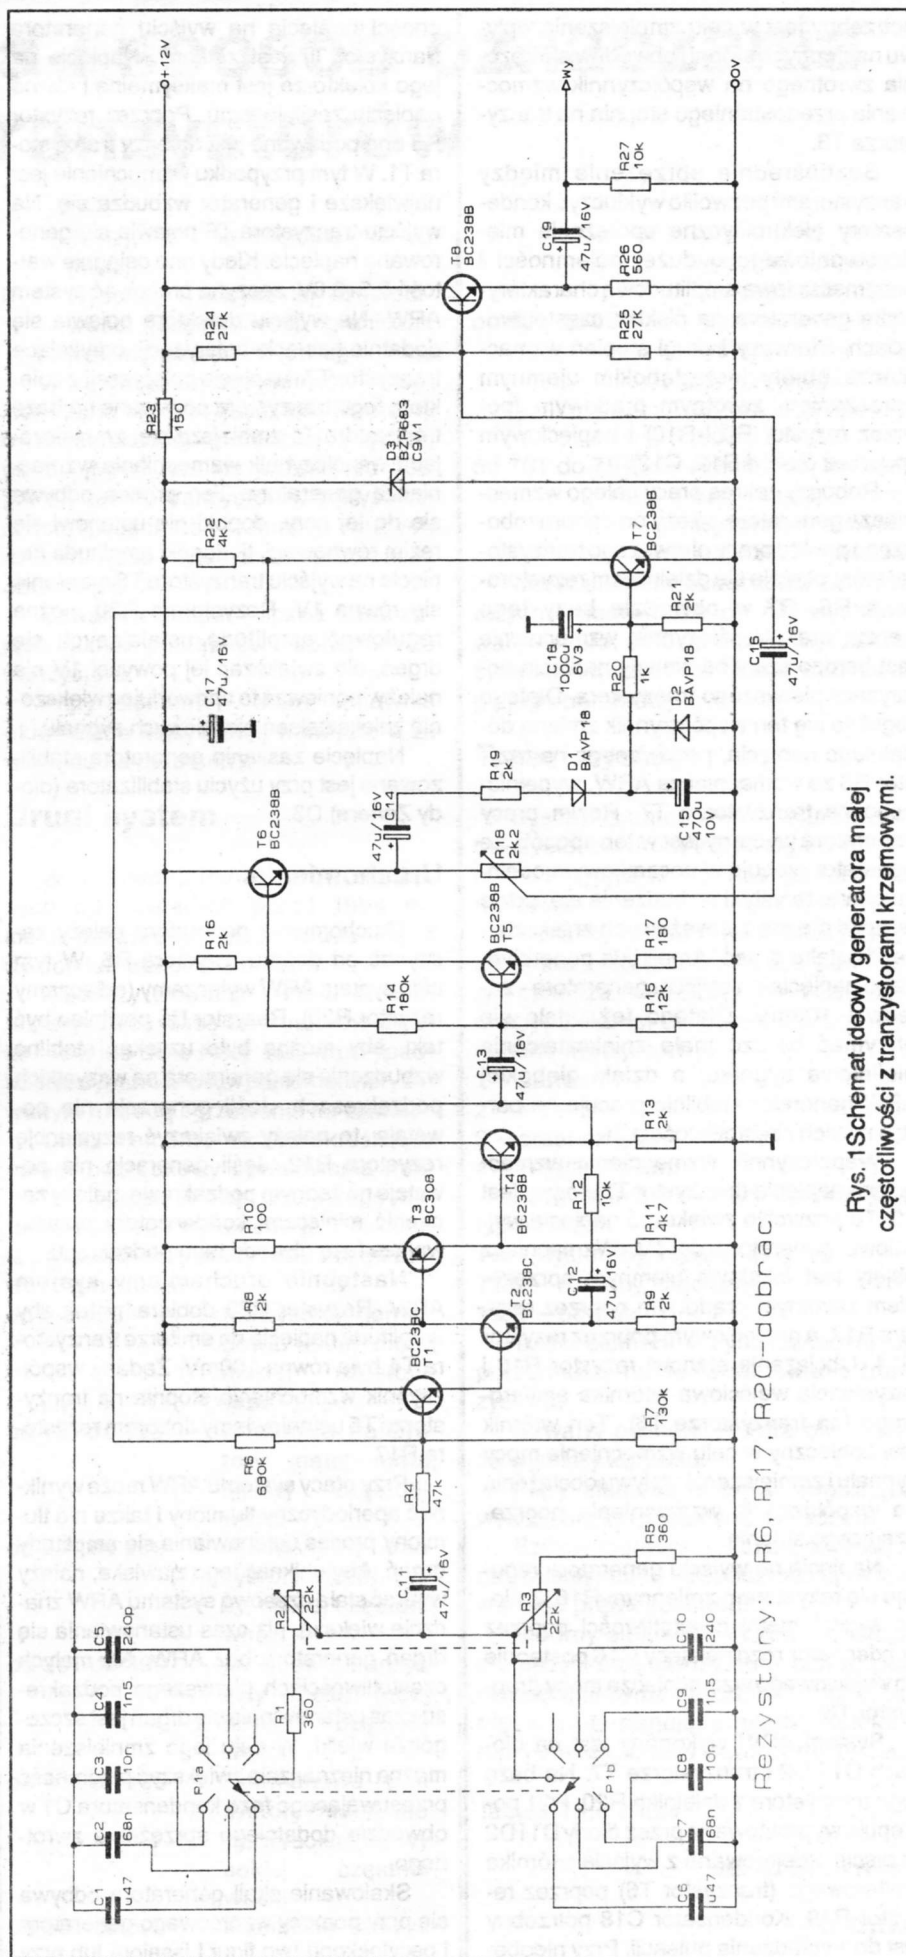 C1
u47
C2
68n
C3
10n
C4
1n5
C5
240p
P1a
R1
360
R2
22k
C11
47u/16V
R4
47k
R6
680k
R7
130k
T1
BC238C
R8
2k
R10
100
T3
BC308B
T2
BC238C
T4
BC238B
C12
47u/16V
R9
2k
R11
4k7
R12
10k
R13
1k
R3
22k
R5
360
P1b
C6
u47
C7
68n
C8
10n
C9
1n5
C10
240
R16
2k
R14
180k
T6
BC238B
C13
47u/16V
BC238B
T5
R15
12k
R17
180
C17
47u/16V
R27
4k7
C14
47u/16V
R18
2k2
R19
2k
D1
BAVP18
C15
470u
10V
C18
1000u
6V3
R20
1k
D2
BAVP18
R21
2k
T7
BC238B
C16
47u/16V
R23
150
D3
BZP683
C9V1
R24
27k
T8
BC238B
R25
27K
R26
560
C19
47u/16V
R27
10k
+12V
Wy
0V
Rezystory R6 R17 R20-dobrac
Rys. 1 Schemat ideowy generatora małej
częstotliwości z tranzystorami krzemowymi.